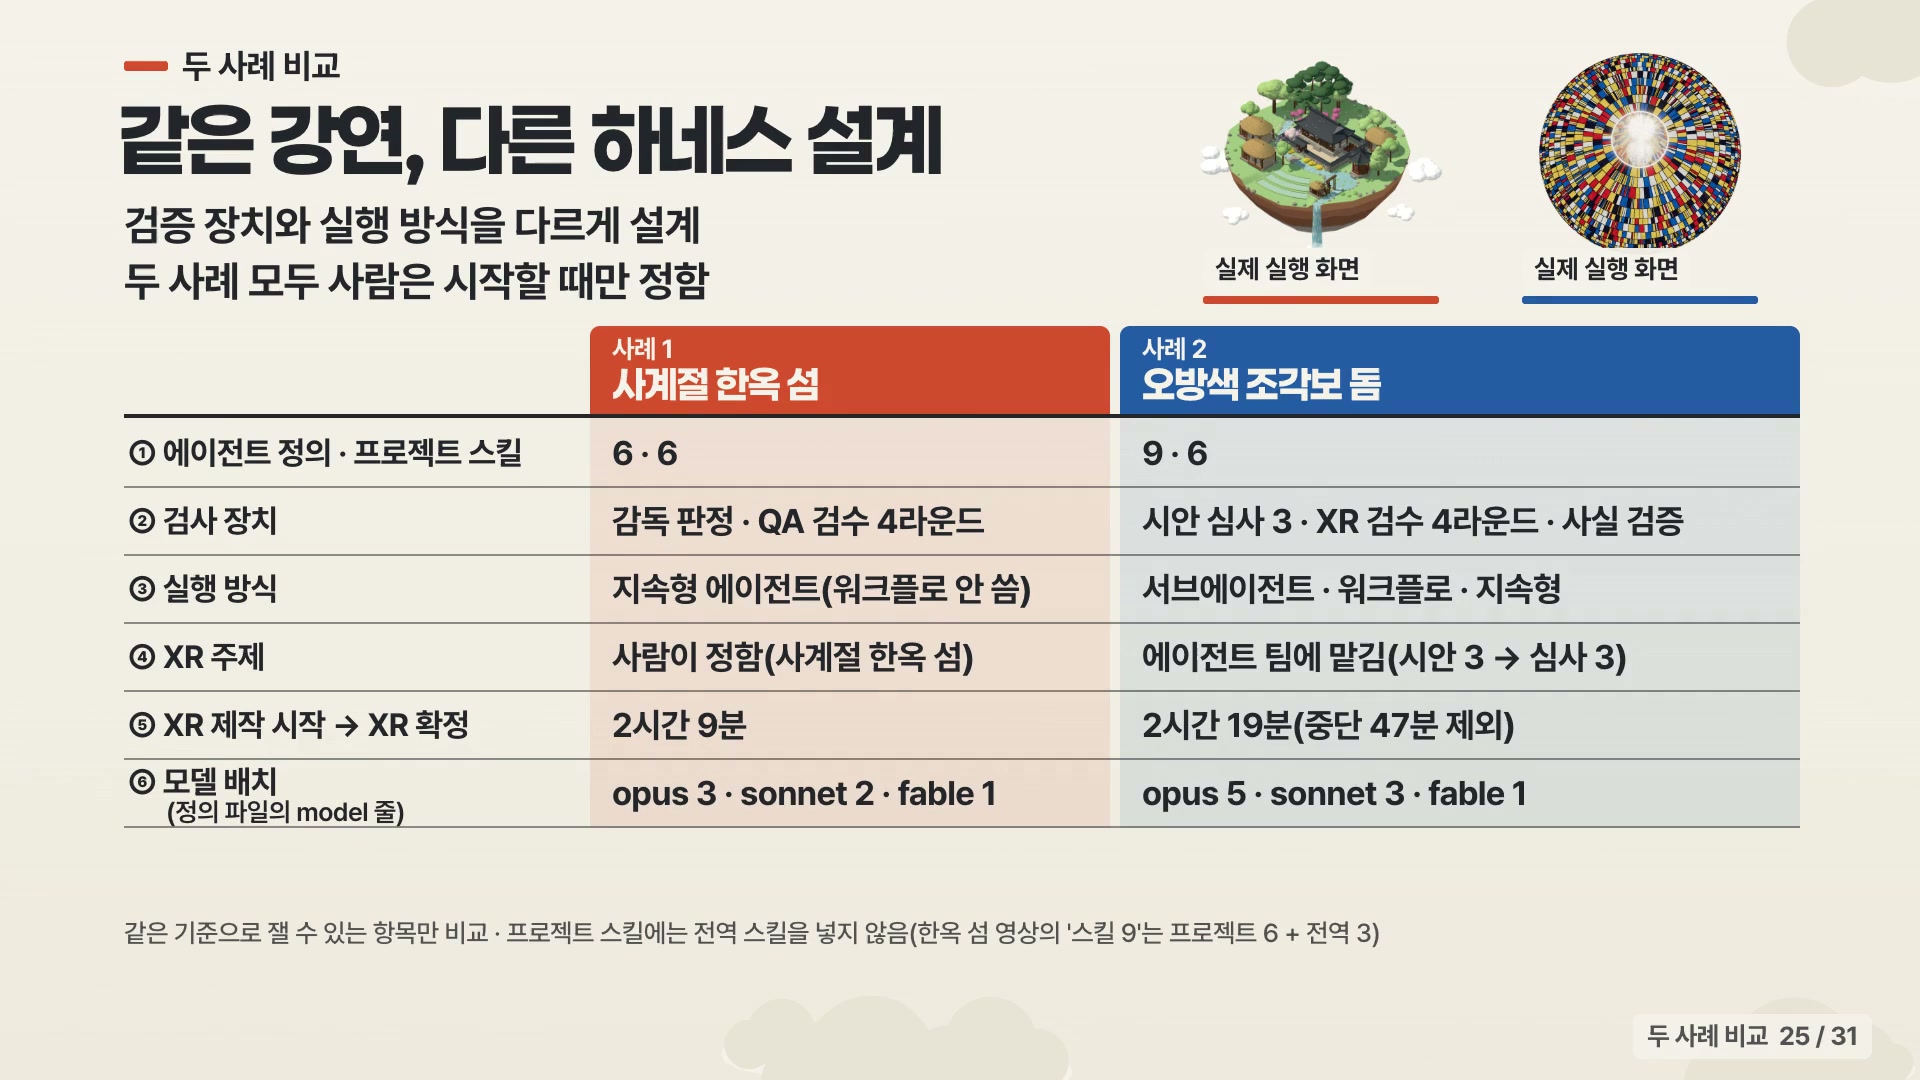 두 사례 비교
같은 강연, 다른 하네스 설계
검증 장치와 실행 방식을 다르게 설계
두 사례 모두 사람은 시작할 때만 정함
실제 실행 화면
실제 실행 화면
사례 1
사계절 한옥 섬
사례 2
오방색 조각보 돔
① 에이전트 정의 · 프로젝트 스킬
6 · 6
9 · 6
② 검사 장치
감독 판정 · QA 검수 4라운드
시안 심사 3 · XR 검수 4라운드 · 사실 검증
③ 실행 방식
지속형 에이전트(워크플로 안 씀)
서브에이전트 · 워크플로 · 지속형
④ XR 주제
사람이 정함(사계절 한옥 섬)
에이전트 팀에 맡김(시안 3 → 심사 3)
⑤ XR 제작 시작 → XR 확정
2시간 9분
2시간 19분(중단 47분 제외)
⑥ 모델 배치
(정의 파일의 model 줄)
opus 3 · sonnet 2 · fable 1
opus 5 · sonnet 3 · fable 1
같은 기준으로 잴 수 있는 항목만 비교 · 프로젝트 스킬에는 전역 스킬을 넣지 않음(한옥 섬 영상의 '스킬 9'는 프로젝트 6 + 전역 3)
두 사례 비교 25 / 31